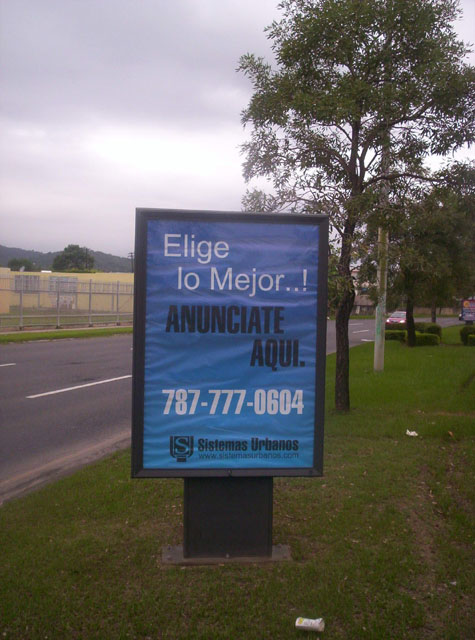 Elige
lo Mejor..!
ANUNCIATE
AQUI.
787-777-0604
Sistemas Urbanos
www.sistemasurbanos.com